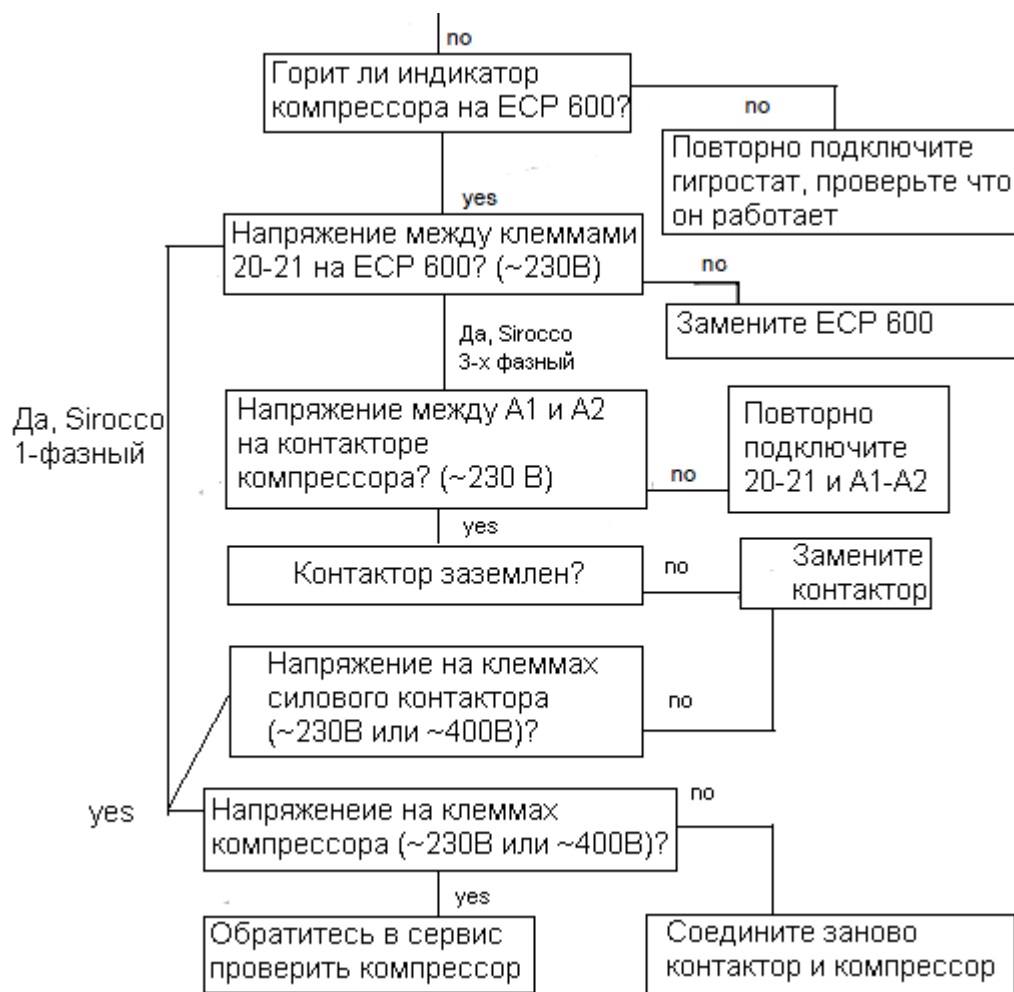 no
Горит ли индикатор
компрессора на ECP 600?
no
Повторно подключите
гигростат, проверьте что
он работает
yes
Напряжение между клеммами
20-21 на ECP 600? (~230В)
no
Замените ECP 600
Да, Sirocco
3-х фазный
Да, Sirocco
1-фазный
Напряжение между А1 и А2
на контакторе
компрессора? (~230 В)
no
Повторно
подключите
20-21 и А1-А2
yes
Контактор заземлен?
no
Замените
контактор
Напряжение на клеммах
силового контактора
(~230В или ~400В)?
no
yes
Напряженеие на клеммах
компрессора (~230В или ~400В)?
no
yes
Обратитесь в сервис
проверить компрессор
Соедините заново
контактор и компрессор